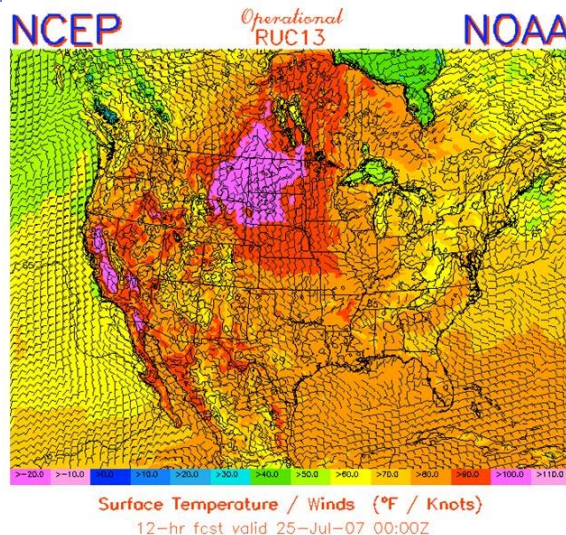 NCEP
Operational
RUC13
NOAA
>-20.0 >-10.0 >0.0 >10.0 >20.0 >30.0 >40.0 >50.0 >60.0 >70.0 >80.0 >90.0 >100.0 >110.0
Surface Temperature / Winds (°F / Knots)
12-hr fcst valid 25-Jul-07 00:00Z